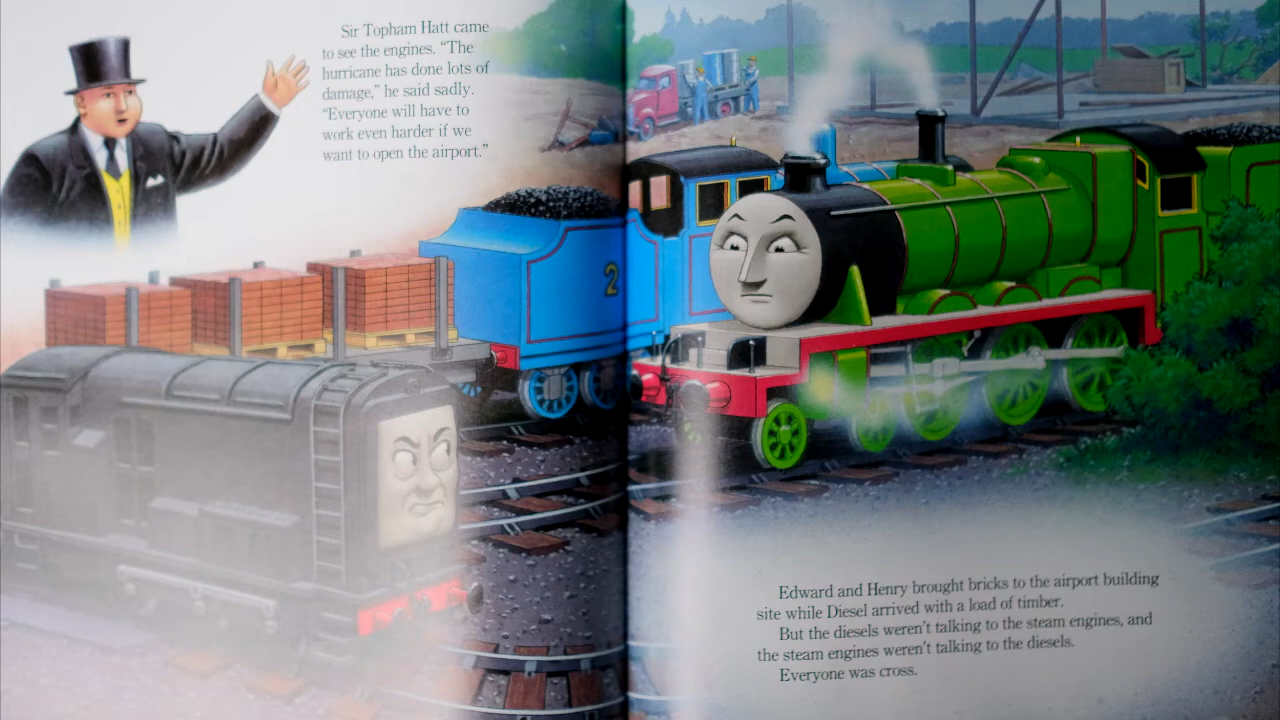 Sir Topham Hatt came
to see the engines. “The
hurricane has done lots of
damage,” he said sadly.
“Everyone will have to
work even harder if we
want to open the airport.”
2
Edward and Henry brought bricks to the airport building
site while Diesel arrived with a load of timber.
But the diesels weren’t talking to the steam engines, and
the steam engines weren’t talking to the diesels.
Everyone was cross.